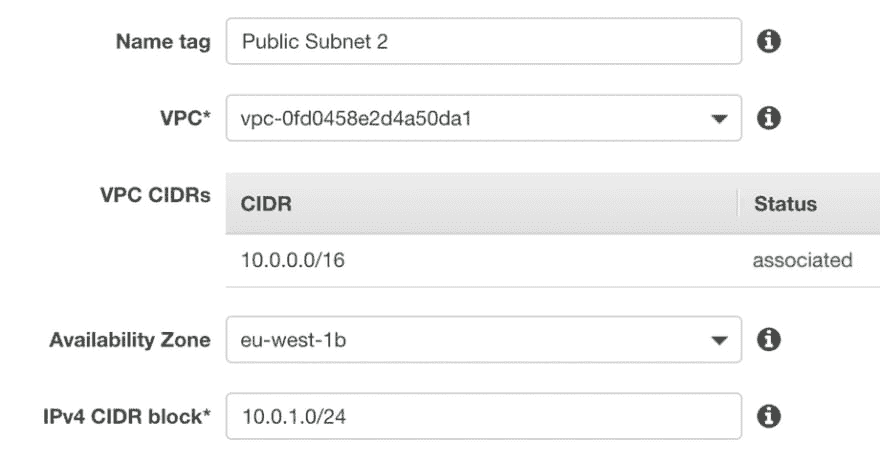 Name tag Public Subnet 2
VPC* vpc-0fd0458e2d4a50da1
VPC CIDRs CIDR Status
10.0.0.0/16 associated
Availability Zone eu-west-1b
IPv4 CIDR block* 10.0.1.0/24